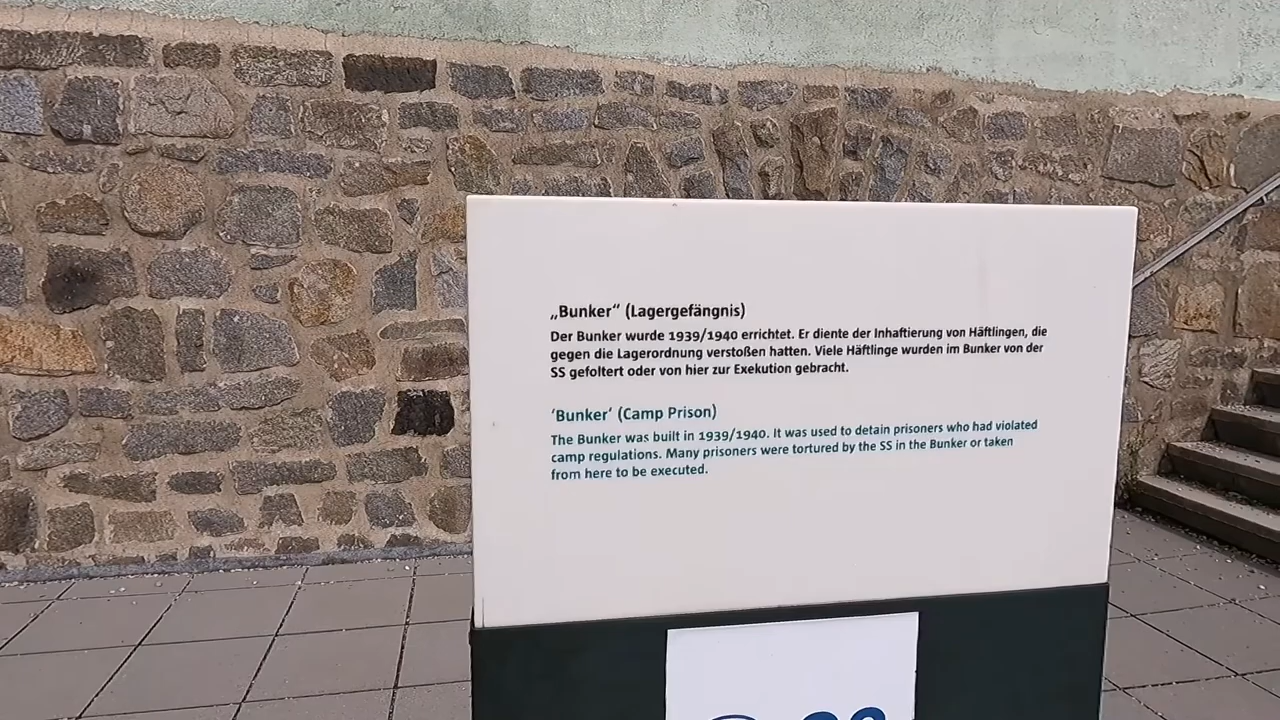 „Bunker“ (Lagergefängnis)
Der Bunker wurde 1939/1940 errichtet. Er diente der Inhaftierung von Häftlingen, die
gegen die Lagerordnung verstoßen hatten. Viele Häftlinge wurden im Bunker von der
SS gefoltert oder von hier zur Exekution gebracht.
‘Bunker’ (Camp Prison)
The Bunker was built in 1939/1940. It was used to detain prisoners who had violated
camp regulations. Many prisoners were tortured by the SS in the Bunker or taken
from here to be executed.